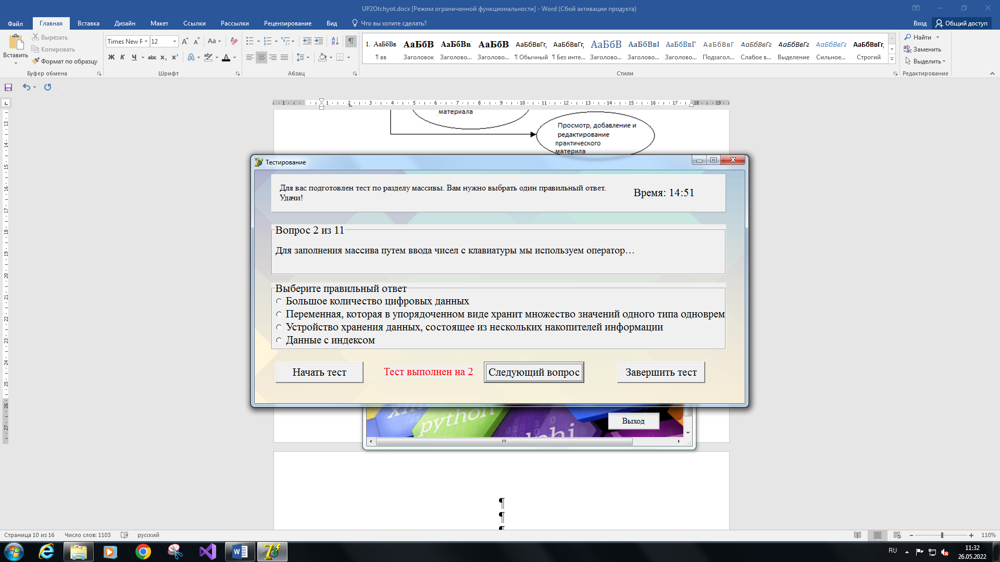 UP2Otchyot.docx [Режим ограниченной функциональности] - Word (Сбой активации продукта)
Файл Главная Вставка Дизайн Макет Ссылки Рассылки Рецензирование Вид Что вы хотите сделать? Вход Общий доступ
Вставить
Вырезать
Копировать
Формат по образцу
Буфер обмена
Times New R 12 Aa
Ж К Ч abc x₂ x²
Шрифт
Абзац
1. АаБбВв АаБбВ АаБбВв АаБбВ АаБбВвГг АаБбВвГг АаБбВ АаБбВвІ АаБбВвГ АаБбВвГ АаБбВвГг АаБбВвГг АаБбВвГг АаБбВвГг
¶ вв Заголовок Заголово... Заголово... ¶ Обычный ¶ Без инте... Заголово... Заголово... Заголово... Подзагол... Слабое в... Выделение Сильное... Строгий
Стили
Найти
Заменить
Выделить
Редактирование
1 1 2 3 4 5 6 7 8 9 10 11 12 13 14 15 16 17 18 19
13 14 15 16 17 18 19 20 21 22 23 24 25 26 27
материала
Просмотр, добавление и
редактирование
практического
материла
Тестирование
Для вас подготовлен тест по разделу массивы. Вам нужно выбрать один правильный ответ.
Удачи!
Время: 14:51
Вопрос 2 из 11
Для заполнения массива путем ввода чисел с клавиатуры мы используем оператор…
Выберите правильный ответ
Большое количество цифровых данных
Переменная, которая в упорядоченном виде хранит множество значений одного типа одноврем
Устройство хранения данных, состоящее из нескольких накопителей информации
Данные с индексом
Начать тест
Тест выполнен на 2
Следующий вопрос
Завершить тест
python
Выход
¶
¶
Страница 10 из 16 Число слов: 1103 русский 110%
RU
11:32
26.05.2022